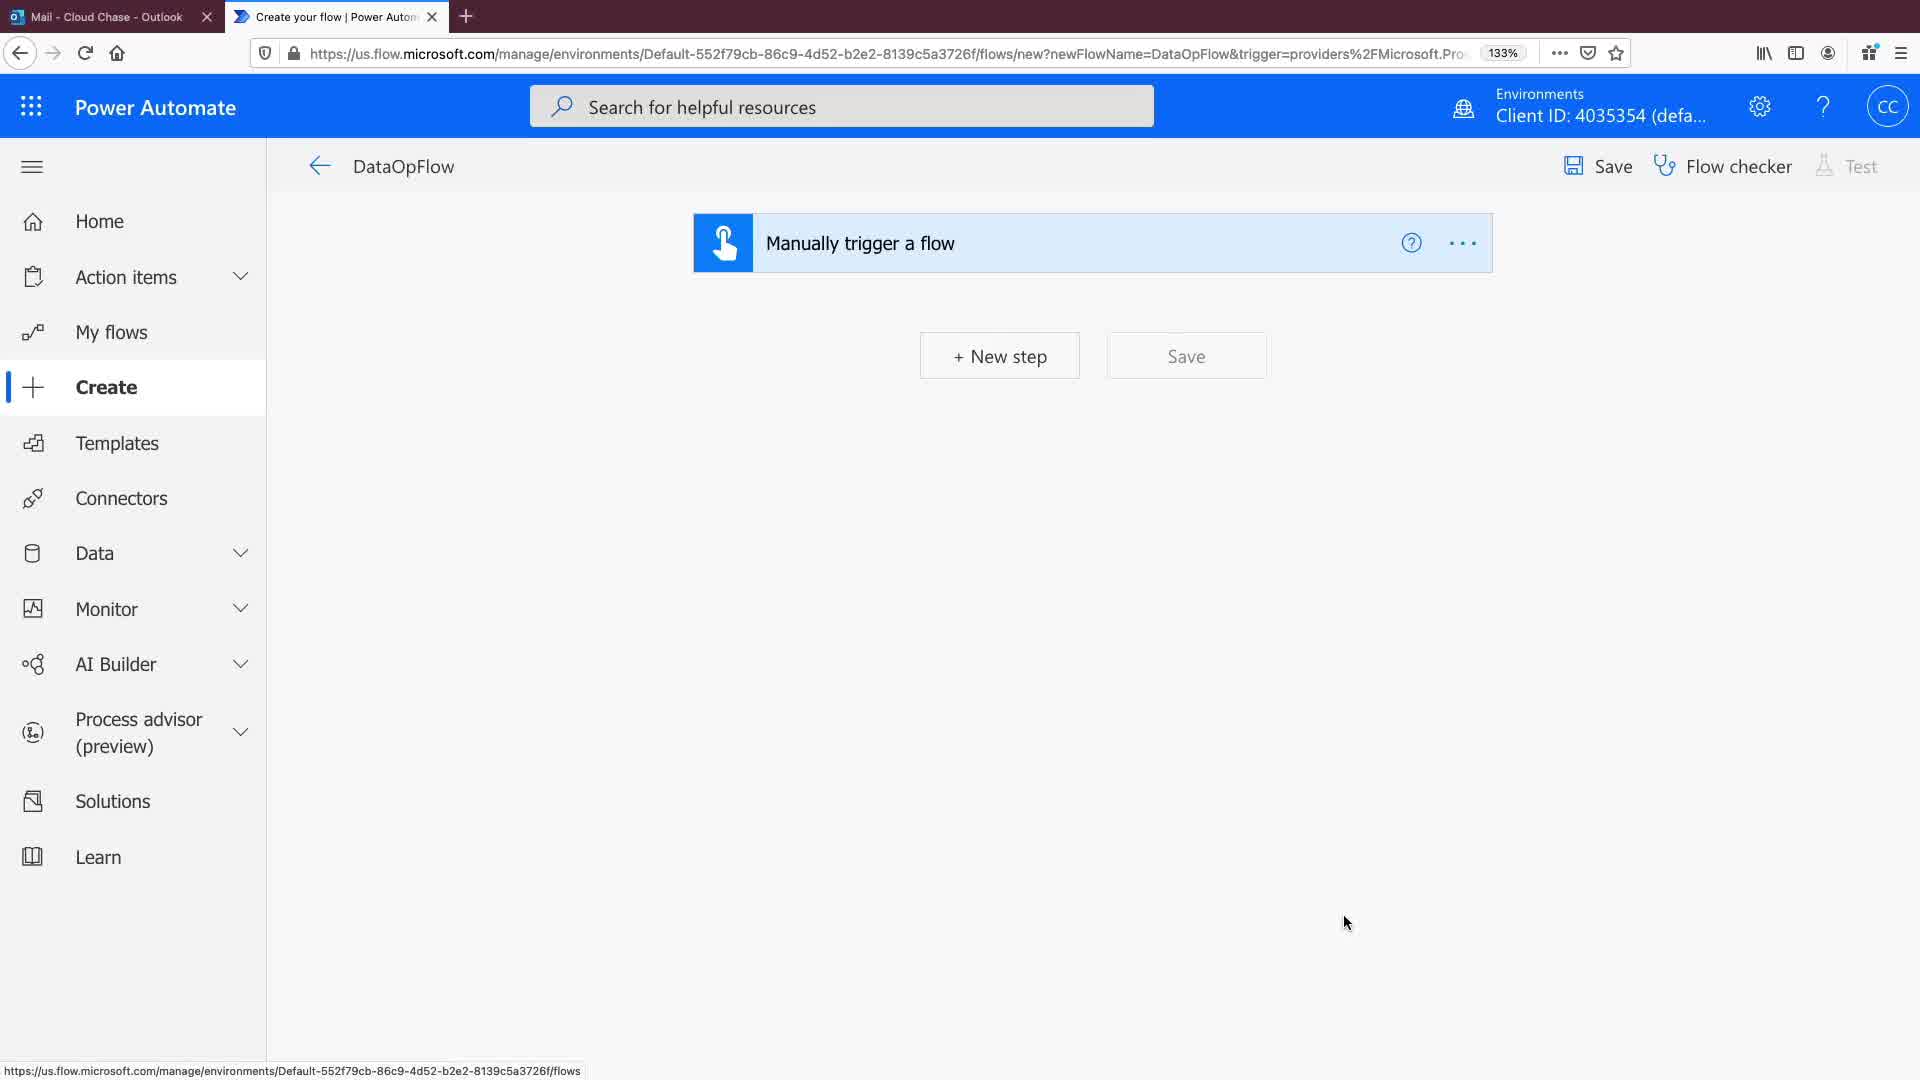 Mail - Cloud Chase - Outlook
Create your flow | Power Autom
https://us.flow.microsoft.com/manage/environments/Default-552f79cb-86c9-4d52-b2e2-8139c5a3726f/flows/new?newFlowName=DataOpFlow&trigger=providers%2FMicrosoft.Pro
133%
Power Automate
Search for helpful resources
Environments
Client ID: 4035354 (defa...
?
CC
DataOpFlow
Save
Flow checker
Test
Home
Action items
My flows
Create
Templates
Connectors
Data
Monitor
AI Builder
Process advisor
(preview)
Solutions
Learn
Manually trigger a flow
?
+ New step
Save
https://us.flow.microsoft.com/manage/environments/Default-552f79cb-86c9-4d52-b2e2-8139c5a3726f/flows